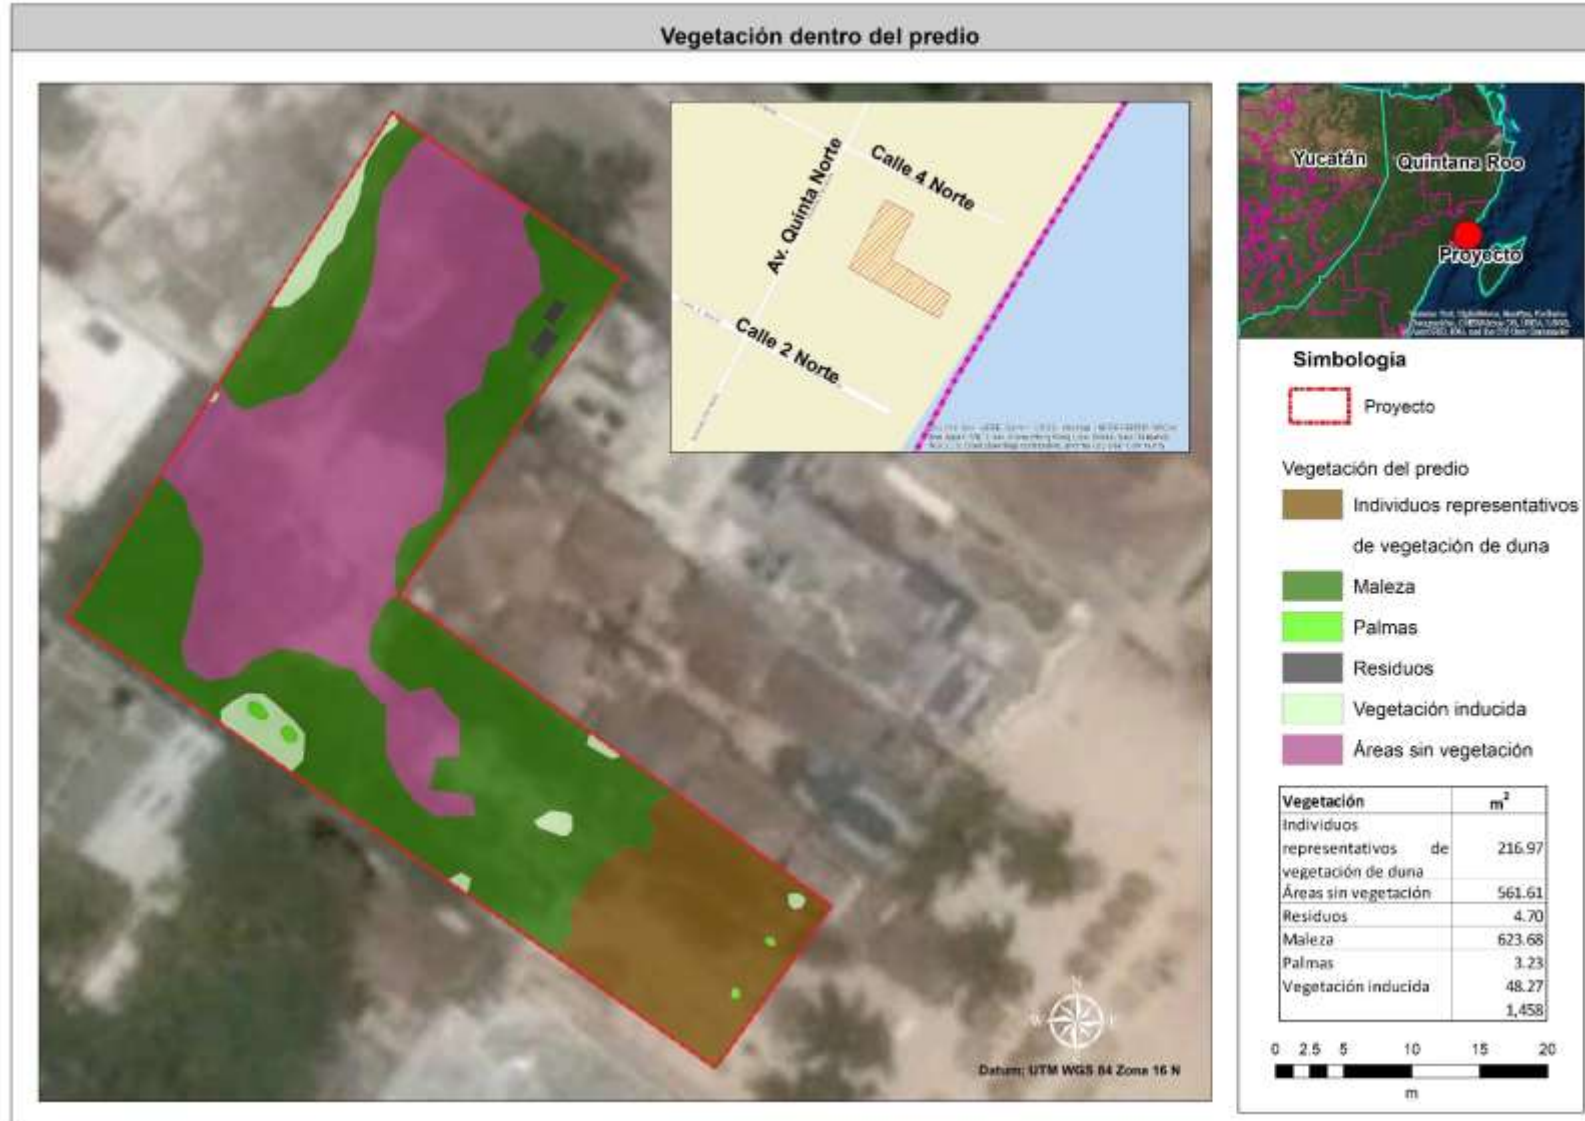 Vegetación dentro del predio
Av. Quinta Norte
Calle 4 Norte
Calle 2 Norte
Yucatán
Quintana Roo
Proyecto
N
Datum: UTM WGS 84 Zona 16 N
Simbología
Proyecto
Vegetación del predio
Individuos representativos
de vegetación de duna
Maleza
Palmas
Residuos
Vegetación inducida
Áreas sin vegetación
Vegetación m²
Individuos
representativos de
vegetación de duna 216.97
Áreas sin vegetación 561.61
Residuos 4.70
Maleza 623.68
Palmas 3.23
Vegetación inducida 48.27
1,458
0 2.5 5 10 15 20
m